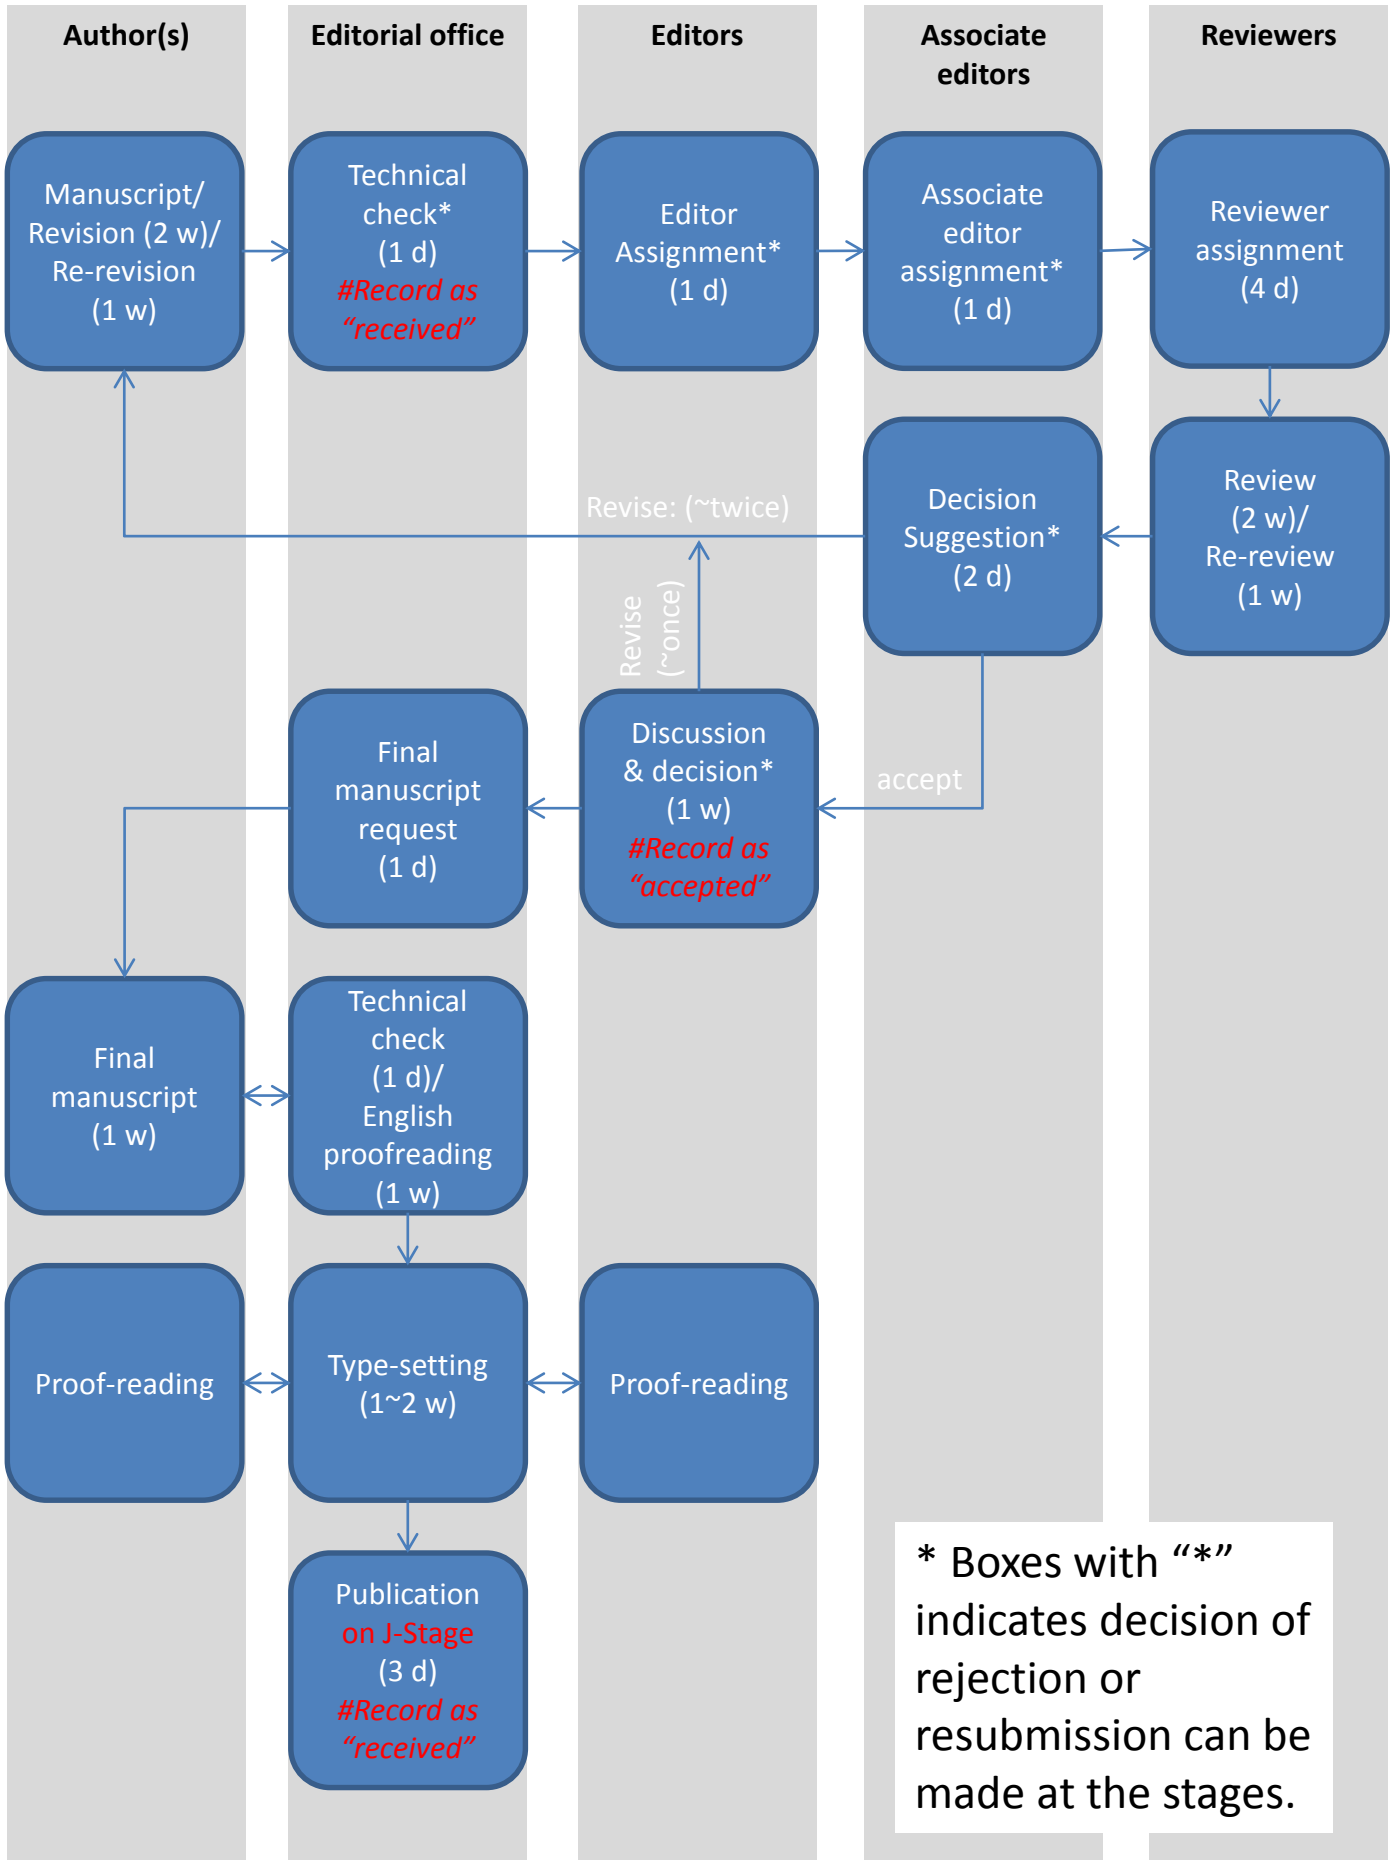 Author(s)
Editorial office
Editors
Associate
editors
Reviewers
Manuscript/
Revision (2 w)/
Re-revision
(1 w)
Technical
check*
(1 d)
#Record as
“received”
Editor
Assignment*
(1 d)
Associate
editor
assignment*
(1 d)
Reviewer
assignment
(4 d)
Revise: (~twice)
Decision
Suggestion*
(2 d)
Review
(2 w)/
Re-review
(1 w)
Revise
(~once)
Final
manuscript
request
(1 d)
Discussion
& decision*
(1 w)
#Record as
“accepted”
accept
Final
manuscript
(1 w)
Technical
check
(1 d)/
English
proofreading
(1 w)
Proof-reading
Type-setting
(1~2 w)
Proof-reading
Publication
on J-Stage
(3 d)
#Record as
“received”
* Boxes with “*”
indicates decision of
rejection or
resubmission can be
made at the stages.